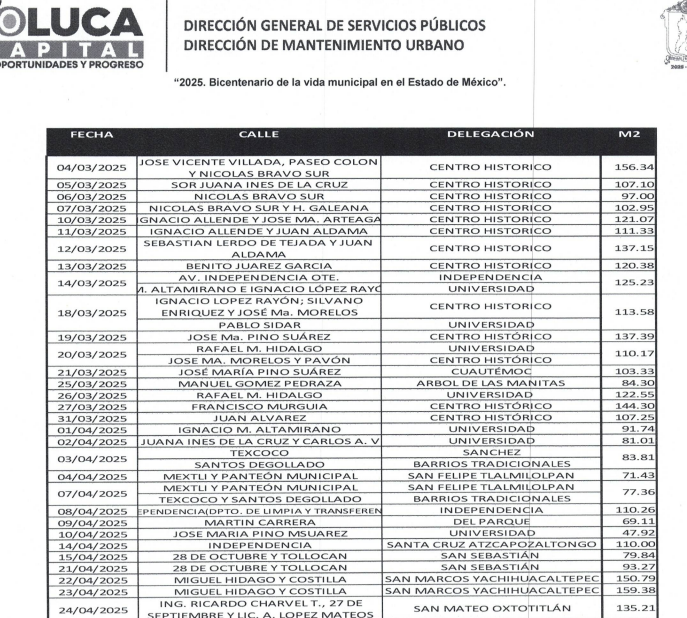 OLUCA
CAPITAL
OPORTUNIDADES Y PROGRESO
DIRECCIÓN GENERAL DE SERVICIOS PÚBLICOS
DIRECCIÓN DE MANTENIMIENTO URBANO
“2025. Bicentenario de la vida municipal en el Estado de México”.
FECHA CALLE DELEGACIÓN M2
04/03/2025 JOSE VICENTE VILLADA, PASEO COLON CENTRO HISTORICO 156.34
Y NICOLAS BRAVO SUR
05/03/2025 SOR JUANA INES DE LA CRUZ CENTRO HISTORICO 107.10
06/03/2025 NICOLAS BRAVO SUR CENTRO HISTORICO 97.00
07/03/2025 NICOLAS BRAVO SUR Y H. GALEANA CENTRO HISTORICO 102.95
10/03/2025 IGNACIO ALLENDE Y JOSE MA. ARTEAGA CENTRO HISTORICO 121.07
11/03/2025 IGNACIO ALLENDE Y JUAN ALDAMA CENTRO HISTORICO 111.33
12/03/2025 SEBASTIAN LERDO DE TEJADA Y JUAN CENTRO HISTORICO 137.15
ALDAMA
13/03/2025 BENITO JUAREZ GARCIA CENTRO HISTORICO 120.38
14/03/2025 AV. INDEPENDENCIA OTE. INDEPENDENCIA 125.23
M. ALTAMIRANO E IGNACIO LÓPEZ RAYÓ UNIVERSIDAD
18/03/2025 IGNACIO LOPEZ RAYÓN; SILVANO CENTRO HISTORICO 113.58
ENRIQUEZ Y JOSÉ Ma. MORELOS
PABLO SIDAR UNIVERSIDAD
19/03/2025 JOSE Ma. PINO SUÁREZ CENTRO HISTÓRICO 137.39
20/03/2025 RAFAEL M. HIDALGO UNIVERSIDAD 110.17
JOSE MA. MORELOS Y PAVÓN CENTRO HISTÓRICO
21/03/2025 JOSÉ MARÍA PINO SUÁREZ CUAUTÉMOC 103.33
25/03/2025 MANUEL GOMEZ PEDRAZA ARBOL DE LAS MANITAS 84.30
26/03/2025 RAFAEL M. HIDALGO UNIVERSIDAD 122.55
27/03/2025 FRANCISCO MURGUIA CENTRO HISTÓRICO 144.30
31/03/2025 JUAN ALVAREZ CENTRO HISTÓRICO 107.25
01/04/2025 IGNACIO M. ALTAMIRANO UNIVERSIDAD 91.74
02/04/2025 JUANA INES DE LA CRUZ Y CARLOS A. V UNIVERSIDAD 81.01
03/04/2025 TEXCOCO SANCHEZ 83.81
SANTOS DEGOLLADO BARRIOS TRADICIONALES
04/04/2025 MEXTLI Y PANTEÓN MUNICIPAL SAN FELIPE TLALMILOLPAN 71.43
07/04/2025 MEXTLI Y PANTEÓN MUNICIPAL SAN FELIPE TLALMILOLPAN 77.36
TEXCOCO Y SANTOS DEGOLLADO BARRIOS TRADICIONALES
08/04/2025 EPENDENCIA(DPTO. DE LIMPIA Y TRANSFEREN INDEPENDENCIA 110.26
09/04/2025 MARTIN CARRERA DEL PARQUE 69.11
10/04/2025 JOSE MARIA PINO MSUAREZ UNIVERSIDAD 47.92
14/04/2025 INDEPENDENCIA SANTA CRUZ ATZCAPOZALTONGO 110.00
15/04/2025 28 DE OCTUBRE Y TOLLOCAN SAN SEBASTIÁN 79.84
21/04/2025 28 DE OCTUBRE Y TOLLOCAN SAN SEBASTIÁN 93.27
22/04/2025 MIGUEL HIDAGO Y COSTILLA SAN MARCOS YACHIHUACALTEPEC 150.79
23/04/2025 MIGUEL HIDAGO Y COSTILLA SAN MARCOS YACHIHUACALTEPEC 159.38
24/04/2025 ING. RICARDO CHARVEL T., 27 DE SAN MATEO OXTOTITLÁN 135.21
SEPTIEMBRE Y LIC. A. LOPEZ MATEOS